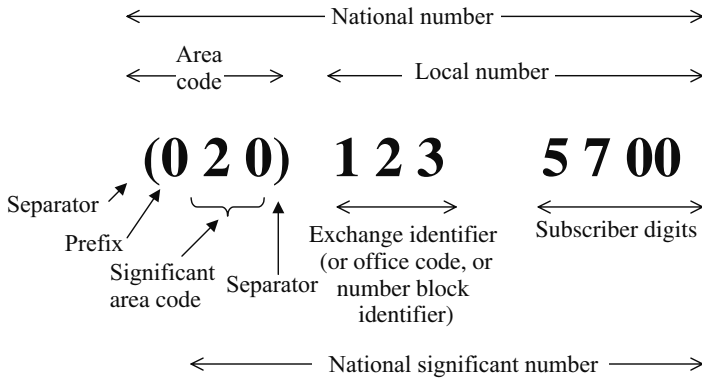 National number
Area
code
Local number
(0 2 0) 1 2 3 5 7 00
Separator
Prefix
Significant
area code
Separator
Exchange identifier
(or office code, or
number block
identifier)
Subscriber digits
National significant number